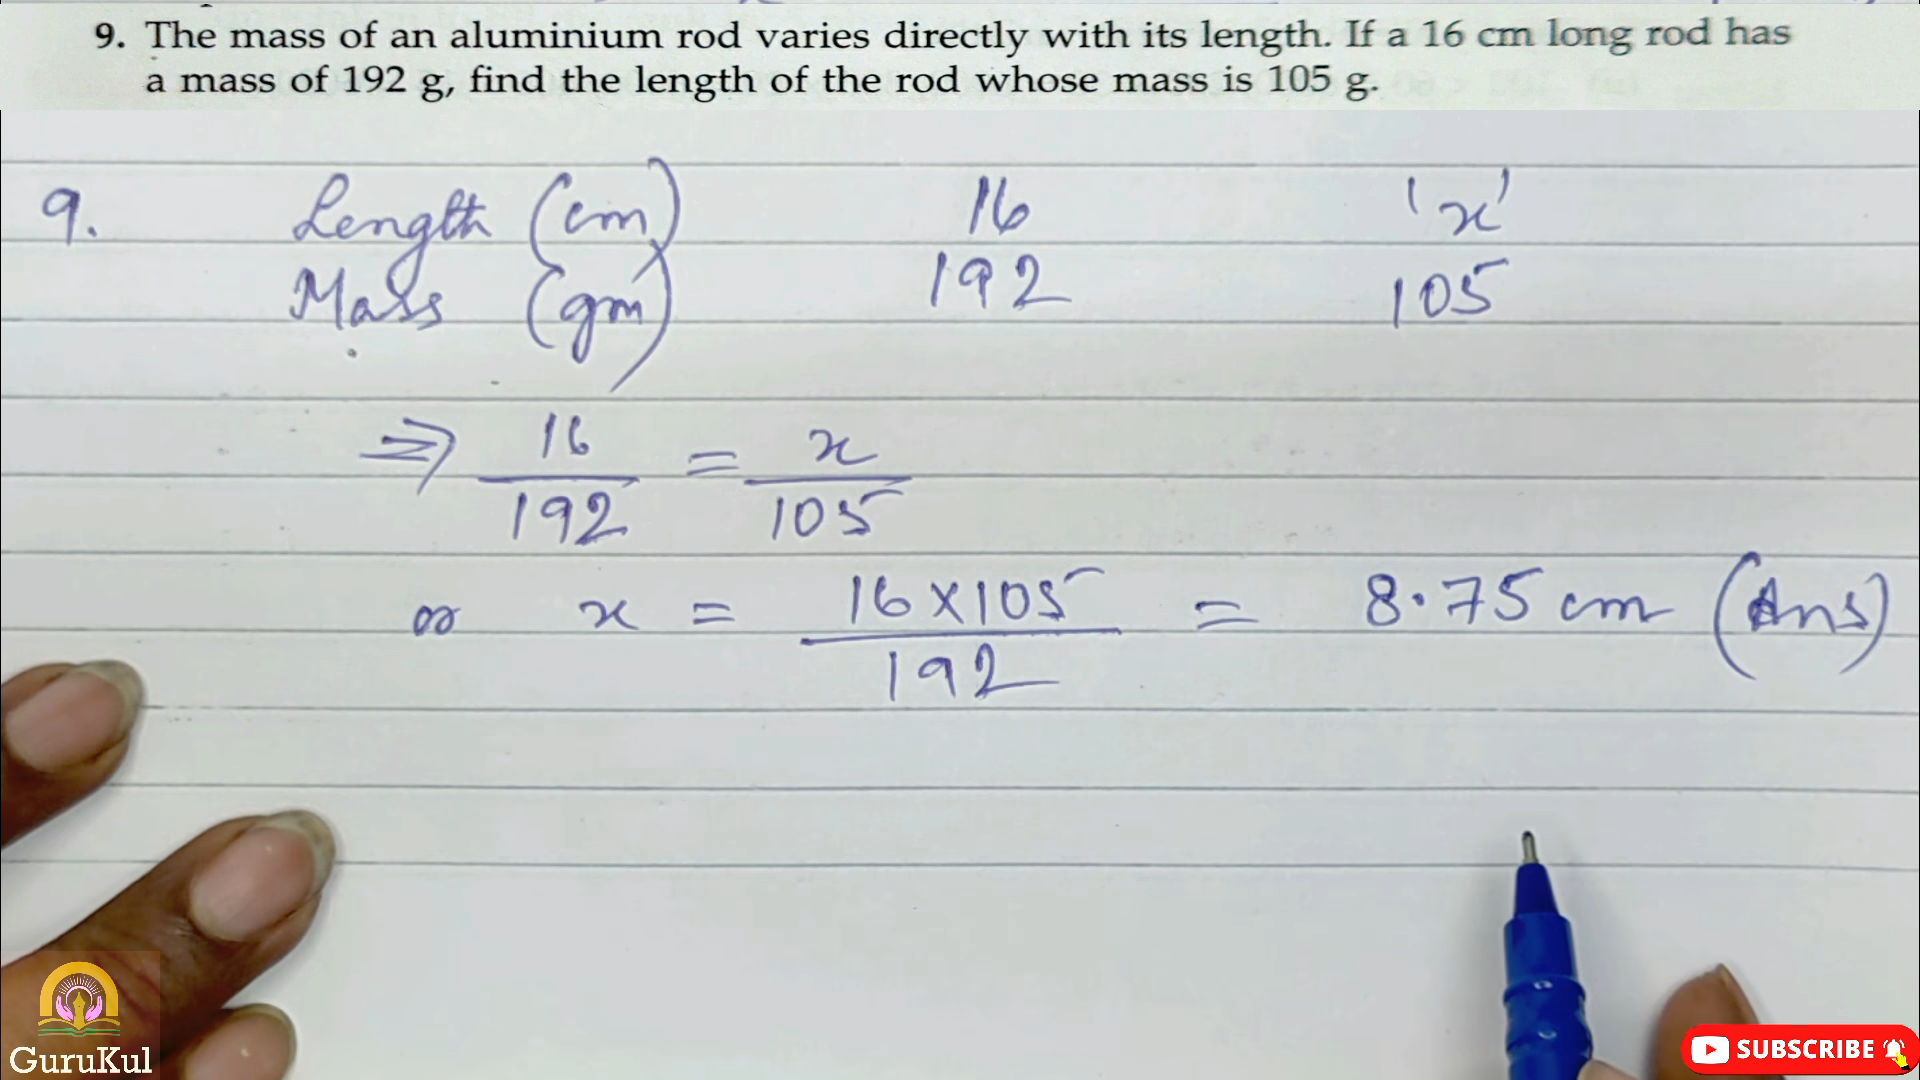 9. The mass of an aluminium rod varies directly with its length. If a 16 cm long rod has
a mass of 192 g, find the length of the rod whose mass is 105 g.
9. Length (cm) 16 'x'
Mass (gm) 192 105
⇒ 16/192 = x/105
or x = 16×105/192 = 8.75 cm (Ans)
GuruKul
SUBSCRIBE